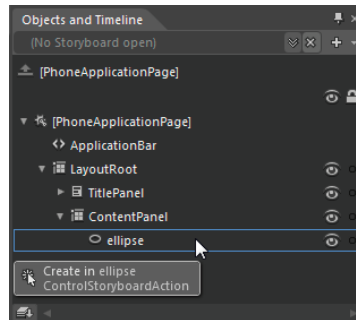 Objects and Timeline
(No Storyboard open)
[PhoneApplicationPage]
[PhoneApplicationPage]
ApplicationBar
LayoutRoot
TitlePanel
ContentPanel
ellipse
Create in ellipse
ControlStoryboardAction